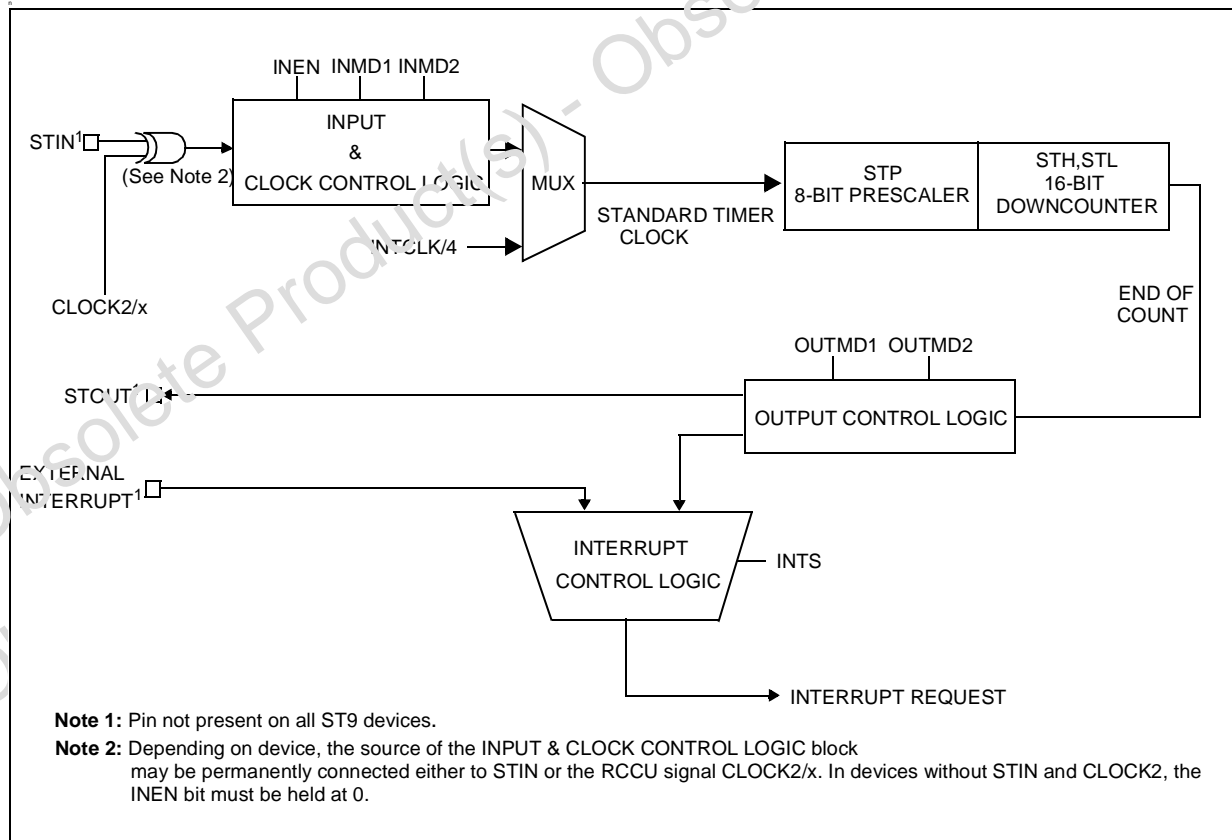 INEN INMD1 INMD2
STIN1
INPUT
&
CLOCK CONTROL LOGIC
(See Note 2)
MUX
INTCLK/4
CLOCK2/x
STANDARD TIMER
CLOCK
STP
8-BIT PRESCALER
STH,STL
16-BIT
DOWNCOUNTER
END OF
COUNT
OUTMD1 OUTMD2
STOUT1
OUTPUT CONTROL LOGIC
EXTERNAL
INTERRUPT1
INTERRUPT
CONTROL LOGIC
INTS
INTERRUPT REQUEST
Note 1: Pin not present on all ST9 devices.
Note 2: Depending on device, the source of the INPUT & CLOCK CONTROL LOGIC block
may be permanently connected either to STIN or the RCCU signal CLOCK2/x. In devices without STIN and CLOCK2, the
INEN bit must be held at 0.
Obsolete Product(s) - Obso